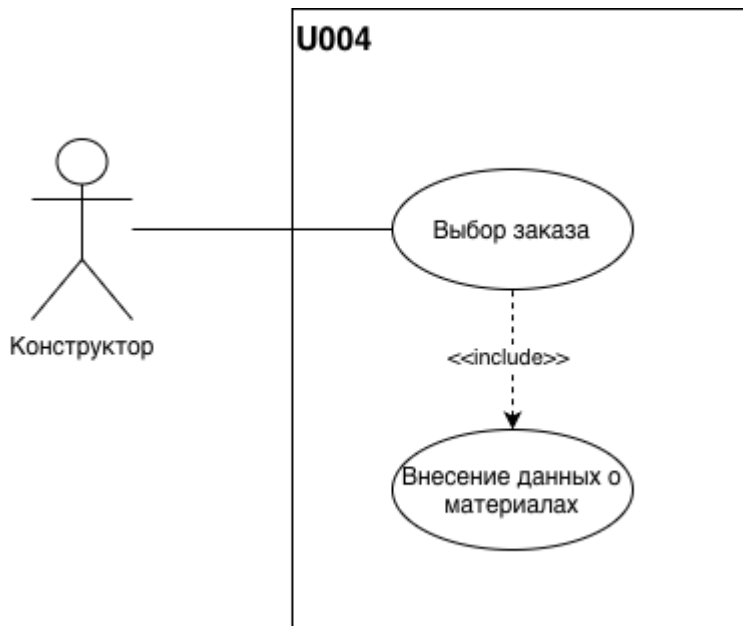 U004
Выбор заказа
Конструктор
<<include>>
Внесение данных о
материалах